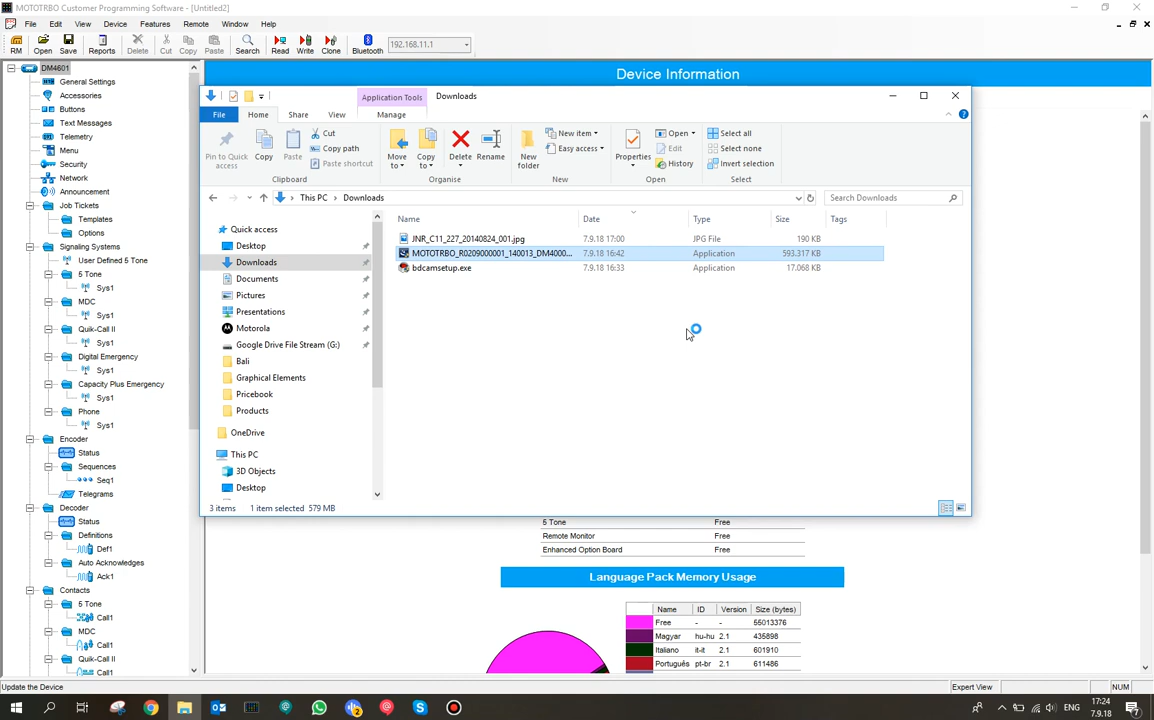 MOTOTRBO Customer Programming Software - [Untitled2]
File Edit View Device Features Remote Window Help
RM Open Save Reports Delete Cut Copy Paste Search Read Write Clone Bluetooth 192.168.11.1
DM4601
General Settings
Accessories
Buttons
Text Messages
Telemetry
Menu
Security
Network
Announcement
Job Tickets
Templates
Options
Signaling Systems
User Defined 5 Tone
5 Tone
Sys1
MDC
Sys1
Quik-Call II
Sys1
Digital Emergency
Sys1
Capacity Plus Emergency
Sys1
Phone
Sys1
Encoder
Status
Sequences
Seq1
Telegrams
Decoder
Status
Definitions
Def1
Auto Acknowledges
Ack1
Contacts
5 Tone
Call1
MDC
Call1
Quik-Call II
Call1
Device Information
Application Tools Downloads
File Home Share View Manage
Pin to Quick access
Copy
Paste
Cut
Copy path
Paste shortcut
Clipboard
Move to
Copy to
Delete
Rename
Organise
New folder
New item
Easy access
New
Properties
Open
Edit
History
Open
Select all
Select none
Invert selection
Select
This PC Downloads
Search Downloads
Quick access
Desktop
Downloads
Documents
Pictures
Presentations
Motorola
Google Drive File Stream (G:)
Bali
Graphical Elements
Pricebook
Products
OneDrive
This PC
3D Objects
Desktop
Name Date Type Size Tags
JNR_C11_227_20140824_001.jpg 7.9.18 17:00 JPG File 190 KB
MOTOTRBO_R0209000001_140013_DM4000... 7.9.18 16:42 Application 593.317 KB
bdcamsetup.exe 7.9.18 16:33 Application 17.068 KB
3 items 1 item selected 579 MB
5 Tone Free
Remote Monitor Free
Enhanced Option Board Free
Language Pack Memory Usage
Name ID Version Size (bytes)
Free - - 55013376
Magyar hu-hu 2.1 435898
Italiano it-it 2.1 601910
Português pt-br 2.1 611486
Update the Device Expert View NUM
2 ENG 17:24
7.9.18 7